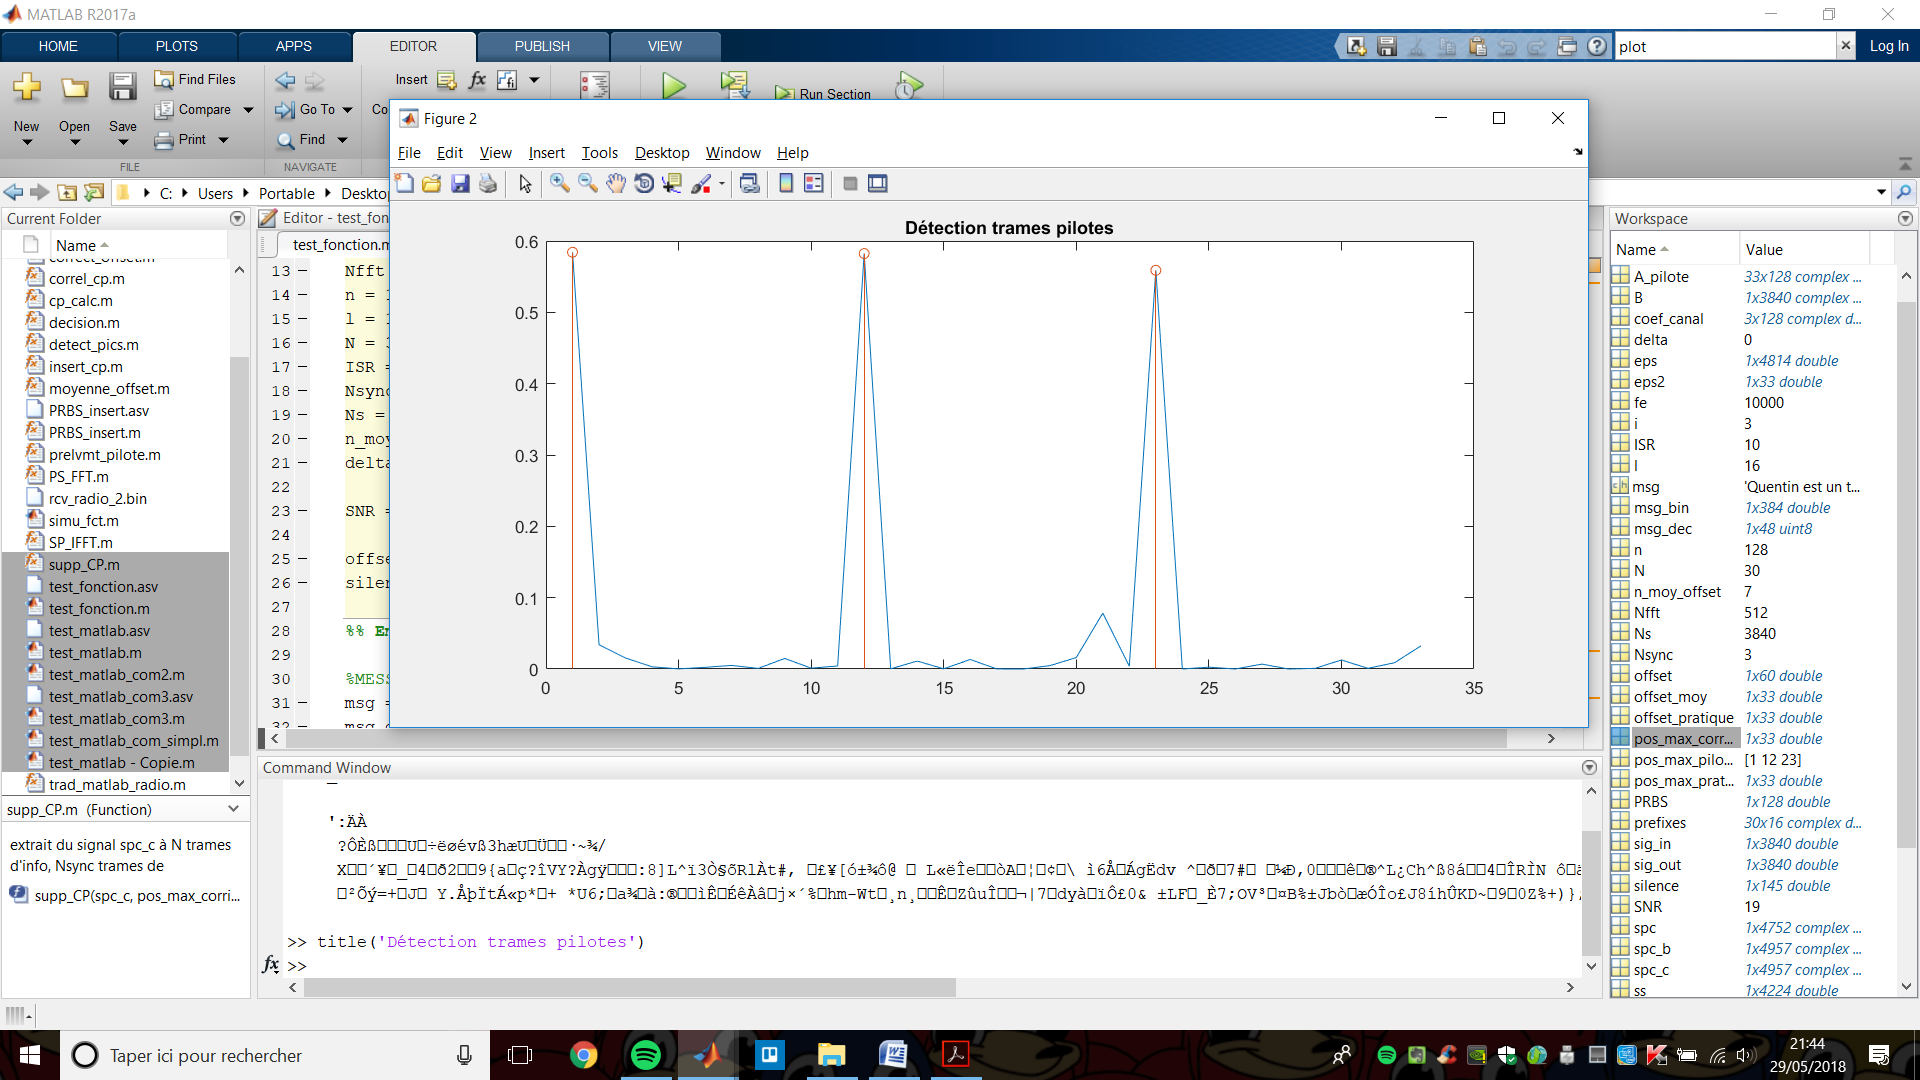 MATLAB R2017a
HOME PLOTS APPS EDITOR PUBLISH VIEW
plot
Log In
New
Open
Save
Find Files
Compare
Print
FILE
Go To
Find
NAVIGATE
Insert
fx
Run Section
C: Users Portable
Figure 2
File Edit View Insert Tools Desktop Window Help
Détection trames pilotes
0.6
0.5
0.4
0.3
0.2
0.1
0
0 5 10 15 20 25 30 35
Current Folder
Name
correl_cp.m
cp_calc.m
decision.m
detect_pics.m
insert_cp.m
moyenne_offset.m
PRBS_insert.asv
PRBS_insert.m
prelvmt_pilote.m
PS_FFT.m
rcv_radio_2.bin
simu_fct.m
SP_IFFT.m
supp_CP.m
test_fonction.asv
test_fonction.m
test_matlab.asv
test_matlab.m
test_matlab_com2.m
test_matlab_com3.asv
test_matlab_com3.m
test_matlab_com_simpl.m
test_matlab - Copie.m
trad_matlab_radio.m
supp_CP.m (Function)
extrait du signal spc_c à N trames
d'info, Nsync trames de
supp_CP(spc_c, pos_max_corri...
Editor - test_fon
test_fonction.m
13 – Nfft
14 – n =
15 – l =
16 – N =
17 – ISR =
18 – Nsync
19 – Ns =
20 – n_moy
21 – delta
22
23 – SNR =
24
25 – offse
26 – silen
27
28 %% En
29
30 %MESS
31 – msg =
Command Window
>> title('Détection trames pilotes')
fx >>
Workspace
Name Value
A_pilote 33x128 complex ...
B 1x3840 complex ...
coef_canal 3x128 complex d...
delta 0
eps 1x4814 double
eps2 1x33 double
fe 10000
i 3
ISR 10
l 16
msg 'Quentin est un t...
msg_bin 1x384 double
msg_dec 1x48 uint8
n 128
N 30
n_moy_offset 7
Nfft 512
Ns 3840
Nsync 3
offset 1x60 double
offset_moy 1x33 double
offset_pratique 1x33 double
pos_max_corr... 1x33 double
pos_max_pilo... [1 12 23]
pos_max_prat... 1x33 double
PRBS 1x128 double
prefixes 30x16 complex d...
sig_in 1x3840 double
sig_out 1x3840 double
silence 1x145 double
SNR 19
spc 1x4752 complex ...
spc_b 1x4957 complex ...
spc_c 1x4957 complex ...
ss 1x4224 double
Taper ici pour rechercher
21:44
29/05/2018